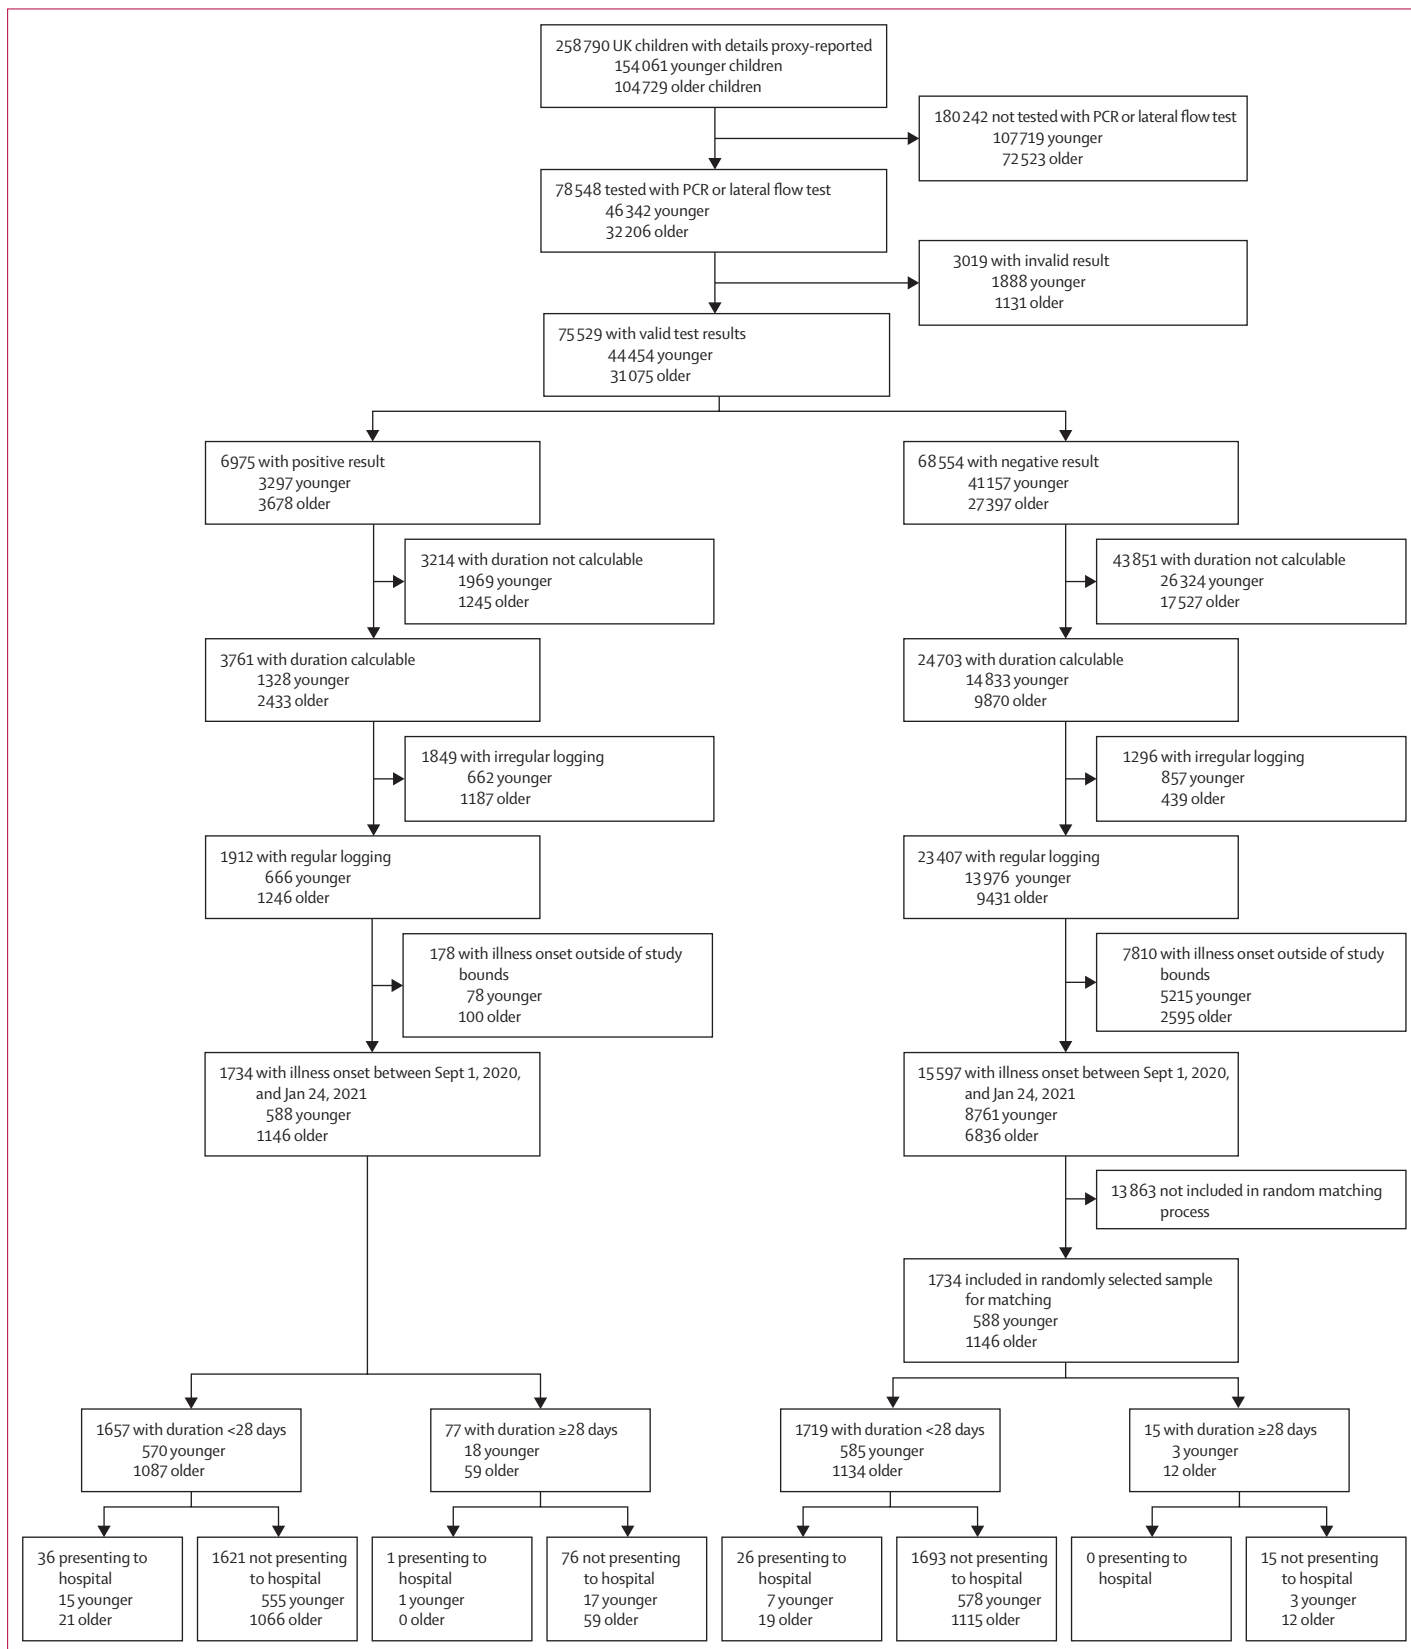 258 790 UK children with details proxy-reported
154 061 younger children
104 729 older children
180 242 not tested with PCR or lateral flow test
107 719 younger
72 523 older
78 548 tested with PCR or lateral flow test
46 342 younger
32 206 older
3019 with invalid result
1888 younger
1131 older
75 529 with valid test results
44 454 younger
31 075 older
6975 with positive result
3297 younger
3678 older
68 554 with negative result
41 157 younger
27 397 older
3214 with duration not calculable
1969 younger
1245 older
43 851 with duration not calculable
26 324 younger
17 527 older
3761 with duration calculable
1328 younger
2433 older
24 703 with duration calculable
14 833 younger
9870 older
1849 with irregular logging
662 younger
1187 older
1296 with irregular logging
857 younger
439 older
1912 with regular logging
666 younger
1246 older
23 407 with regular logging
13 976 younger
9431 older
178 with illness onset outside of study
bounds
78 younger
100 older
7810 with illness onset outside of study
bounds
5215 younger
2595 older
1734 with illness onset between Sept 1, 2020,
and Jan 24, 2021
588 younger
1146 older
15 597 with illness onset between Sept 1, 2020,
and Jan 24, 2021
8761 younger
6836 older
13 863 not included in random matching
process
1734 included in randomly selected sample
for matching
588 younger
1146 older
1657 with duration <28 days
570 younger
1087 older
77 with duration ≥28 days
18 younger
59 older
1719 with duration <28 days
585 younger
1134 older
15 with duration ≥28 days
3 younger
12 older
36 presenting to
hospital
15 younger
21 older
1621 not presenting
to hospital
555 younger
1066 older
1 presenting to
hospital
1 younger
0 older
76 not presenting
to hospital
17 younger
59 older
26 presenting to
hospital
7 younger
19 older
1693 not presenting
to hospital
578 younger
1115 older
0 presenting to
hospital
15 not presenting
to hospital
3 younger
12 older